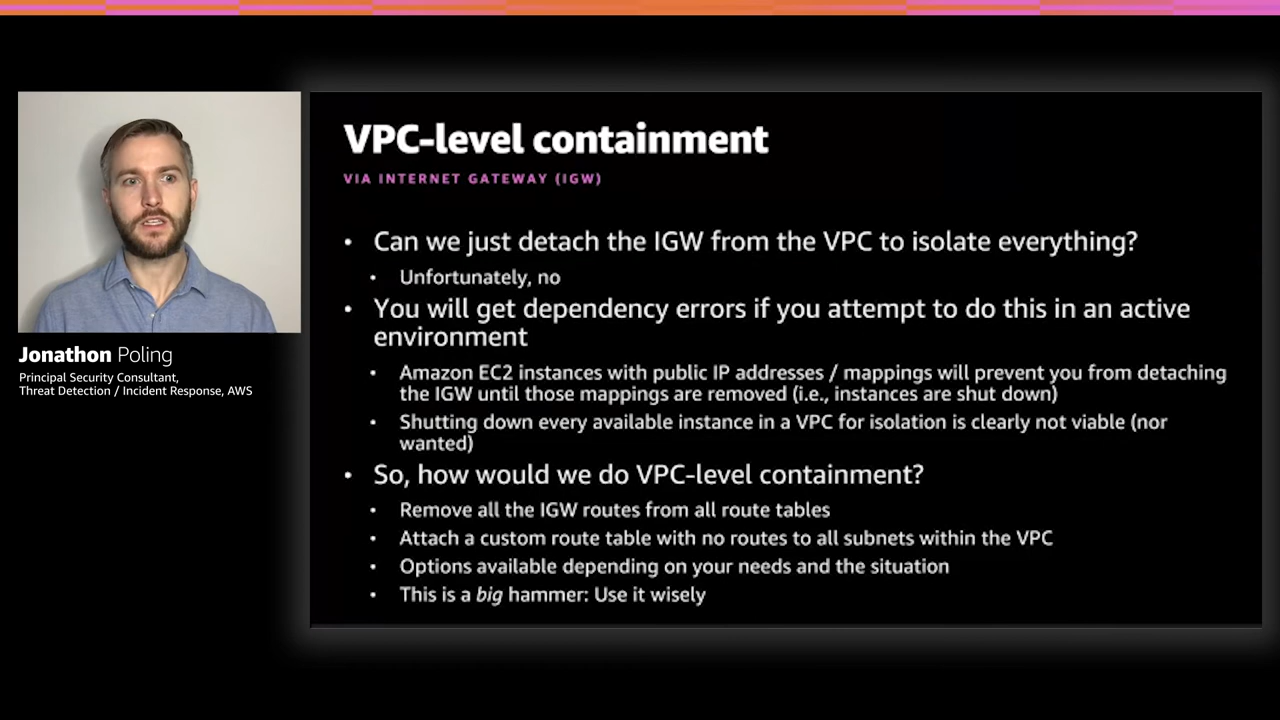 VPC-level containment
VIA INTERNET GATEWAY (IGW)
• Can we just detach the IGW from the VPC to isolate everything?
• Unfortunately, no
• You will get dependency errors if you attempt to do this in an active
environment
• Amazon EC2 instances with public IP addresses / mappings will prevent you from detaching
the IGW until those mappings are removed (i.e., instances are shut down)
• Shutting down every available instance in a VPC for isolation is clearly not viable (nor
wanted)
• So, how would we do VPC-level containment?
• Remove all the IGW routes from all route tables
• Attach a custom route table with no routes to all subnets within the VPC
• Options available depending on your needs and the situation
• This is a big hammer: Use it wisely
Jonathon Poling
Principal Security Consultant,
Threat Detection / Incident Response, AWS